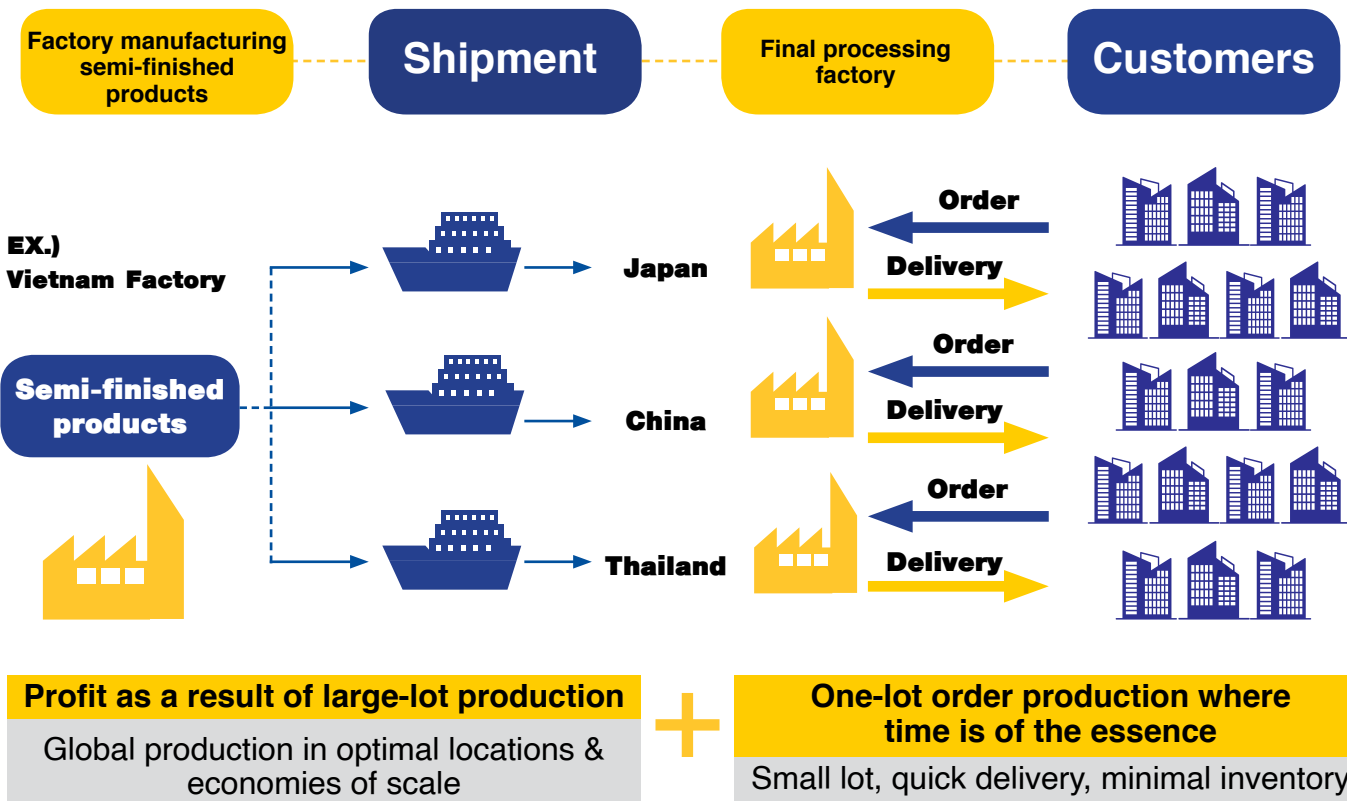 Factory manufacturing
semi-finished
products
Shipment
Final processing
factory
Customers
EX.)
Vietnam Factory
Semi-finished
products
Japan
China
Thailand
Order
Delivery
Order
Delivery
Order
Delivery
Profit as a result of large-lot production
Global production in optimal locations &
economies of scale
+
One-lot order production where
time is of the essence
Small lot, quick delivery, minimal inventory